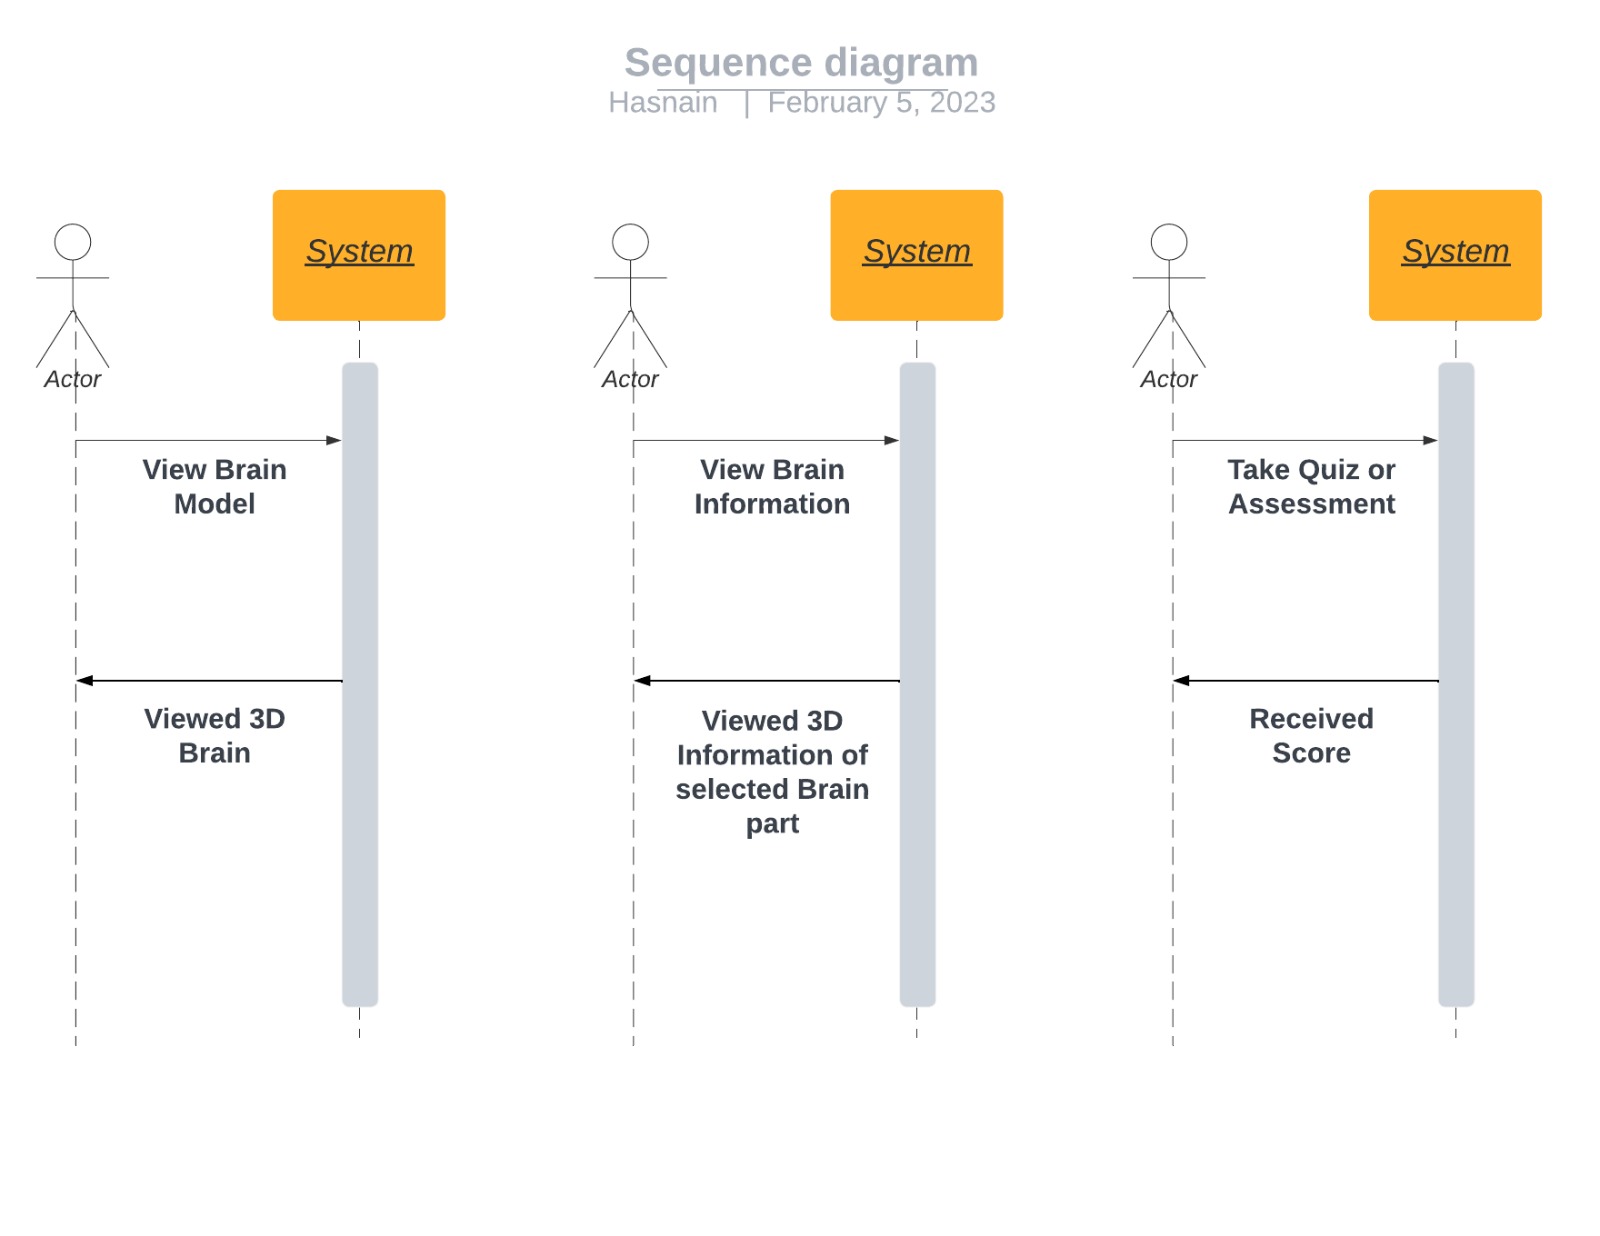 Sequence diagram
Hasnain | February 5, 2023
System
Actor
View Brain
Model
Viewed 3D
Brain
System
Actor
View Brain
Information
Viewed 3D
Information of
selected Brain
part
System
Actor
Take Quiz or
Assessment
Received
Score